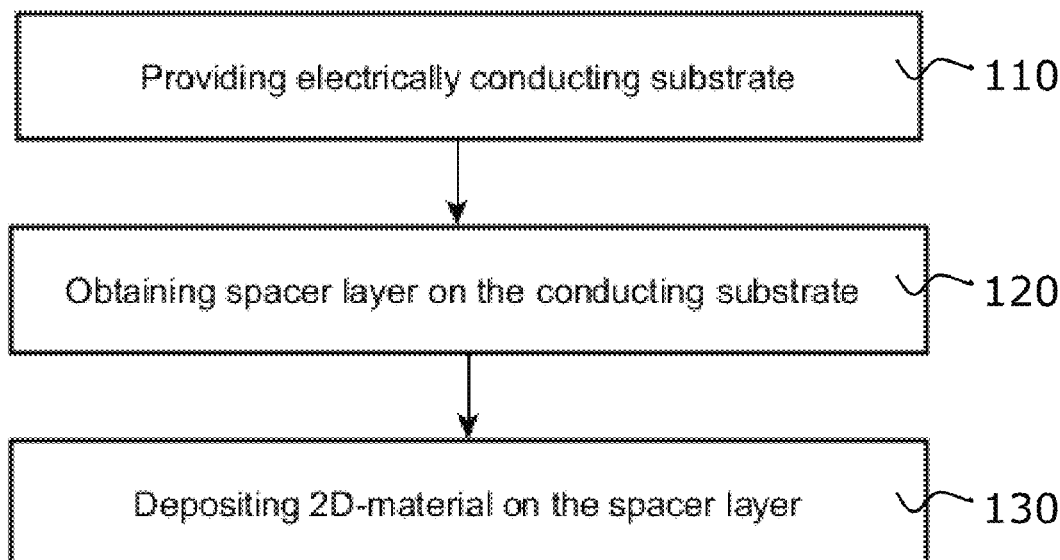 Providing electrically conducting substrate 110
Obtaining spacer layer on the conducting substrate 120
Depositing 2D-material on the spacer layer 130